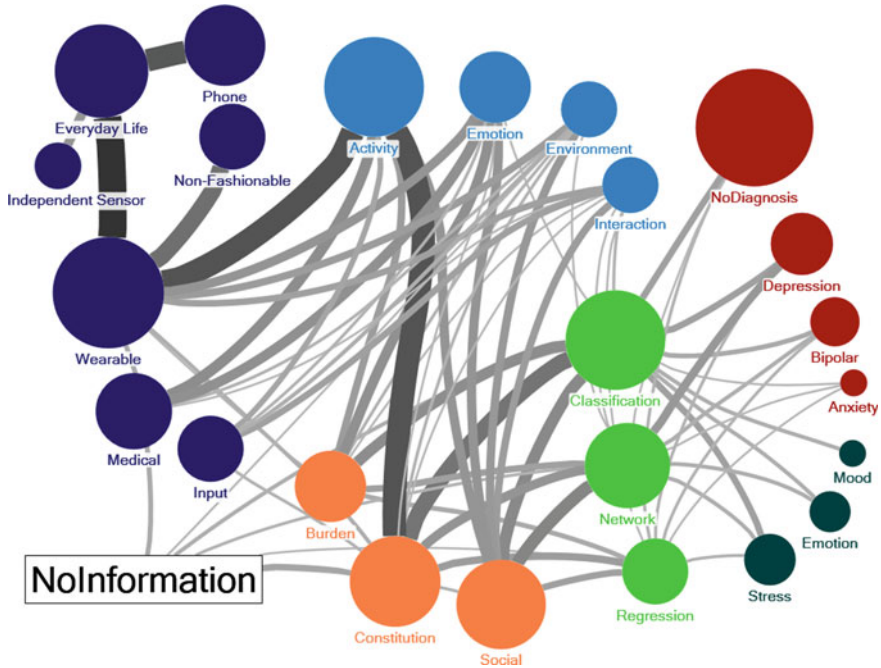 Phone
Everyday Life
Activity
Emotion
Environment
Non-Fashionable
Independent Sensor
NoDiagnosis
Interaction
Depression
Wearable
Bipolar
Classification
Anxiety
Medical
Input
Mood
Network
Burden
Emotion
NoInformation
Stress
Regression
Constitution
Social